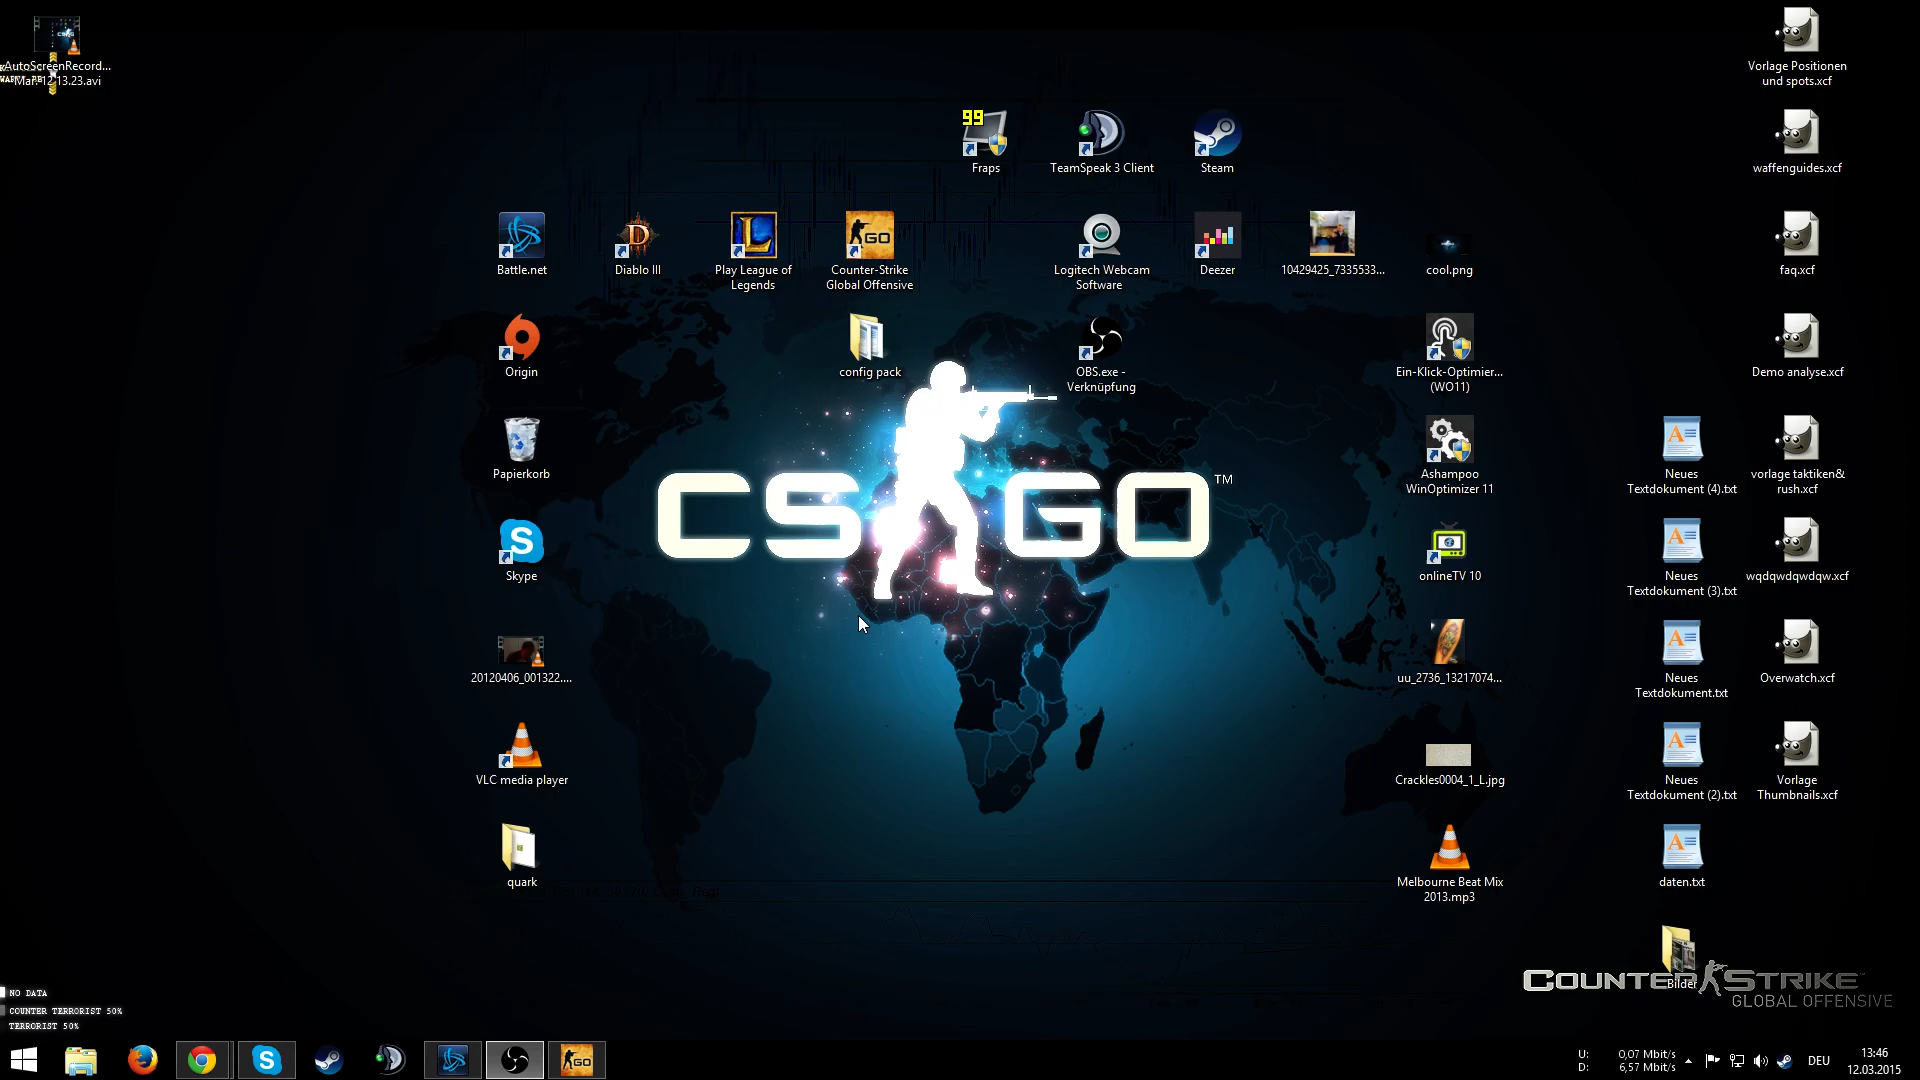 CS GO
AutoScreenRecord...
Mar. 12 13.23.avi
Vorlage Positionen
und spots.xcf
99
Fraps
TeamSpeak 3 Client
Steam
waffenguides.xcf
Battle.net
Diablo III
Play League of
Legends
GO
Counter-Strike
Global Offensive
Logitech Webcam
Software
Deezer
10429425_7335533...
cool.png
faq.xcf
Origin
config pack
OBS.exe -
Verknüpfung
Ein-Klick-Optimier...
(WO11)
Demo analyse.xcf
Papierkorb
Ashampoo
WinOptimizer 11
Neues
Textdokument (4).txt
vorlage taktiken&
rush.xcf
CS GO™
Skype
onlineTV 10
Neues
Textdokument (3).txt
wqdqwdqwdqw.xcf
20120406_001322....
uu_2736_13217074...
Neues
Textdokument.txt
Overwatch.xcf
VLC media player
Crackles0004_1_L.jpg
Neues
Textdokument (2).txt
Vorlage
Thumbnails.xcf
quark
Melbourne Beat Mix
2013.mp3
daten.txt
Bilder
COUNTER STRIKE™
GLOBAL OFFENSIVE
NO DATA
COUNTER TERRORIST 50%
TERRORIST 50%
GO
U: 0,07 Mbit/s
D: 6,57 Mbit/s
DEU
13:46
12.03.2015